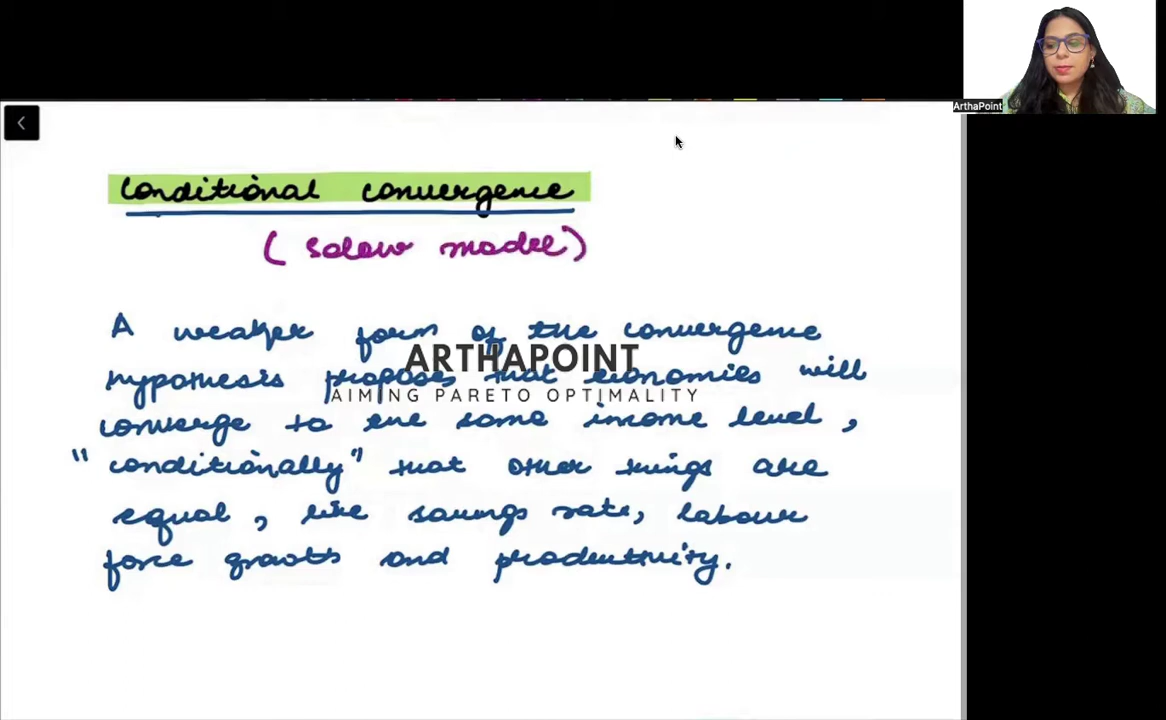 ArthaPoint
Conditional convergence
(Solow model)
A weaker form of the convergence
hypothesis proposes that economies will
converge to the same income level,
"conditionally" that other things are
equal, like savings rate, labour
force growth and productivity.
ARTHAPOINT
AIMING PARETO OPTIMALITY